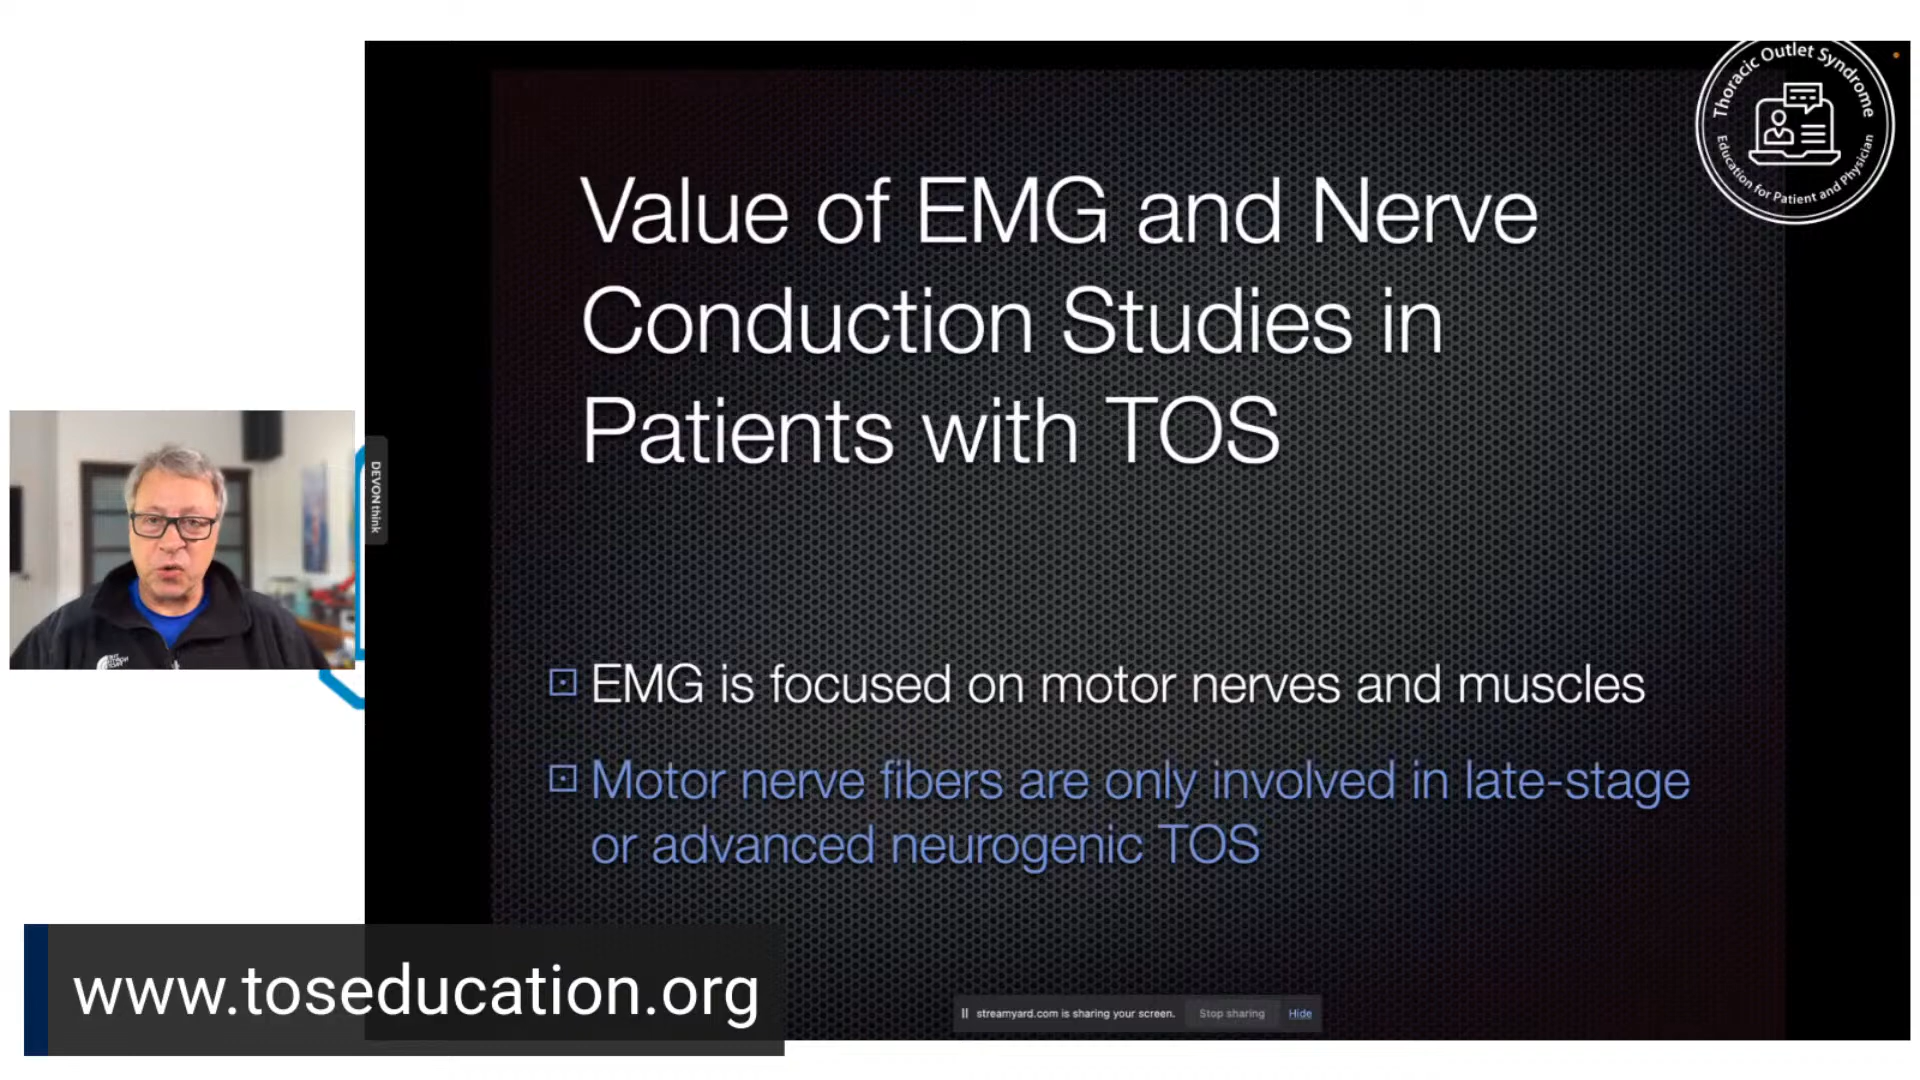 Thoracic Outlet Syndrome
Education for Patient and Physician
Value of EMG and Nerve
Conduction Studies in
Patients with TOS
DEVONthink
EMG is focused on motor nerves and muscles
Motor nerve fibers are only involved in late-stage
or advanced neurogenic TOS
www.toseducation.org
streamyard.com is sharing your screen.
Stop sharing
Hide